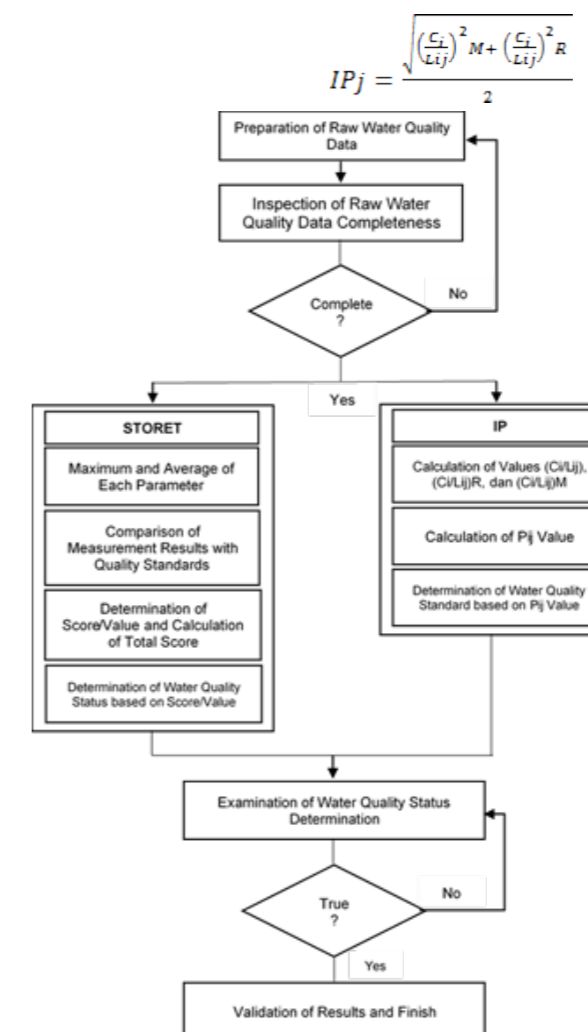 IPj = √((Ci/Lij)²M + (Ci/Lij)²R) / 2
Preparation of Raw Water Quality
Data
Inspection of Raw Water
Quality Data Completeness
Complete
?
No
Yes
STORET
Maximum and Average of
Each Parameter
Comparison of
Measurement Results with
Quality Standards
Determination of
Score/Value and Calculation
of Total Score
Determination of Water Quality
Status based on Score/Value
IP
Calculation of Values (Ci/Lij),
(Ci/Lij)R, dan (Ci/Lij)M
Calculation of Pij Value
Determination of Water Quality
Standard based on Pij Value
Examination of Water Quality Status
Determination
True
?
No
Yes
Validation of Results and Finish